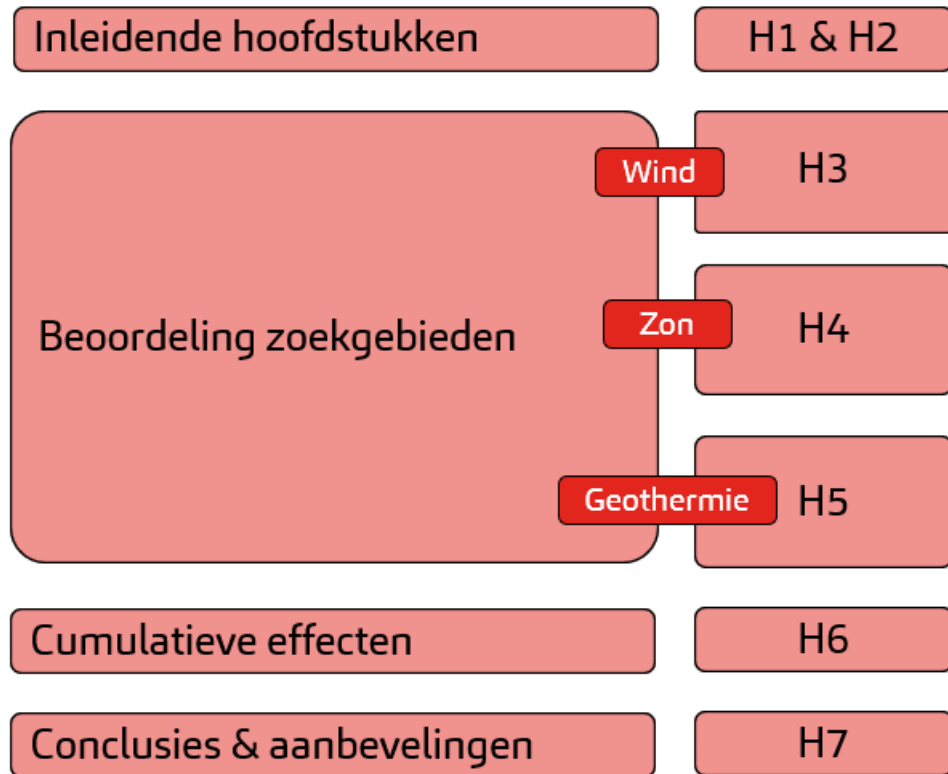 Inleidende hoofdstukken
H1 & H2
Beoordeling zoekgebieden
Wind
H3
Zon
H4
Geothermie
H5
Cumulatieve effecten
H6
Conclusies & aanbevelingen
H7